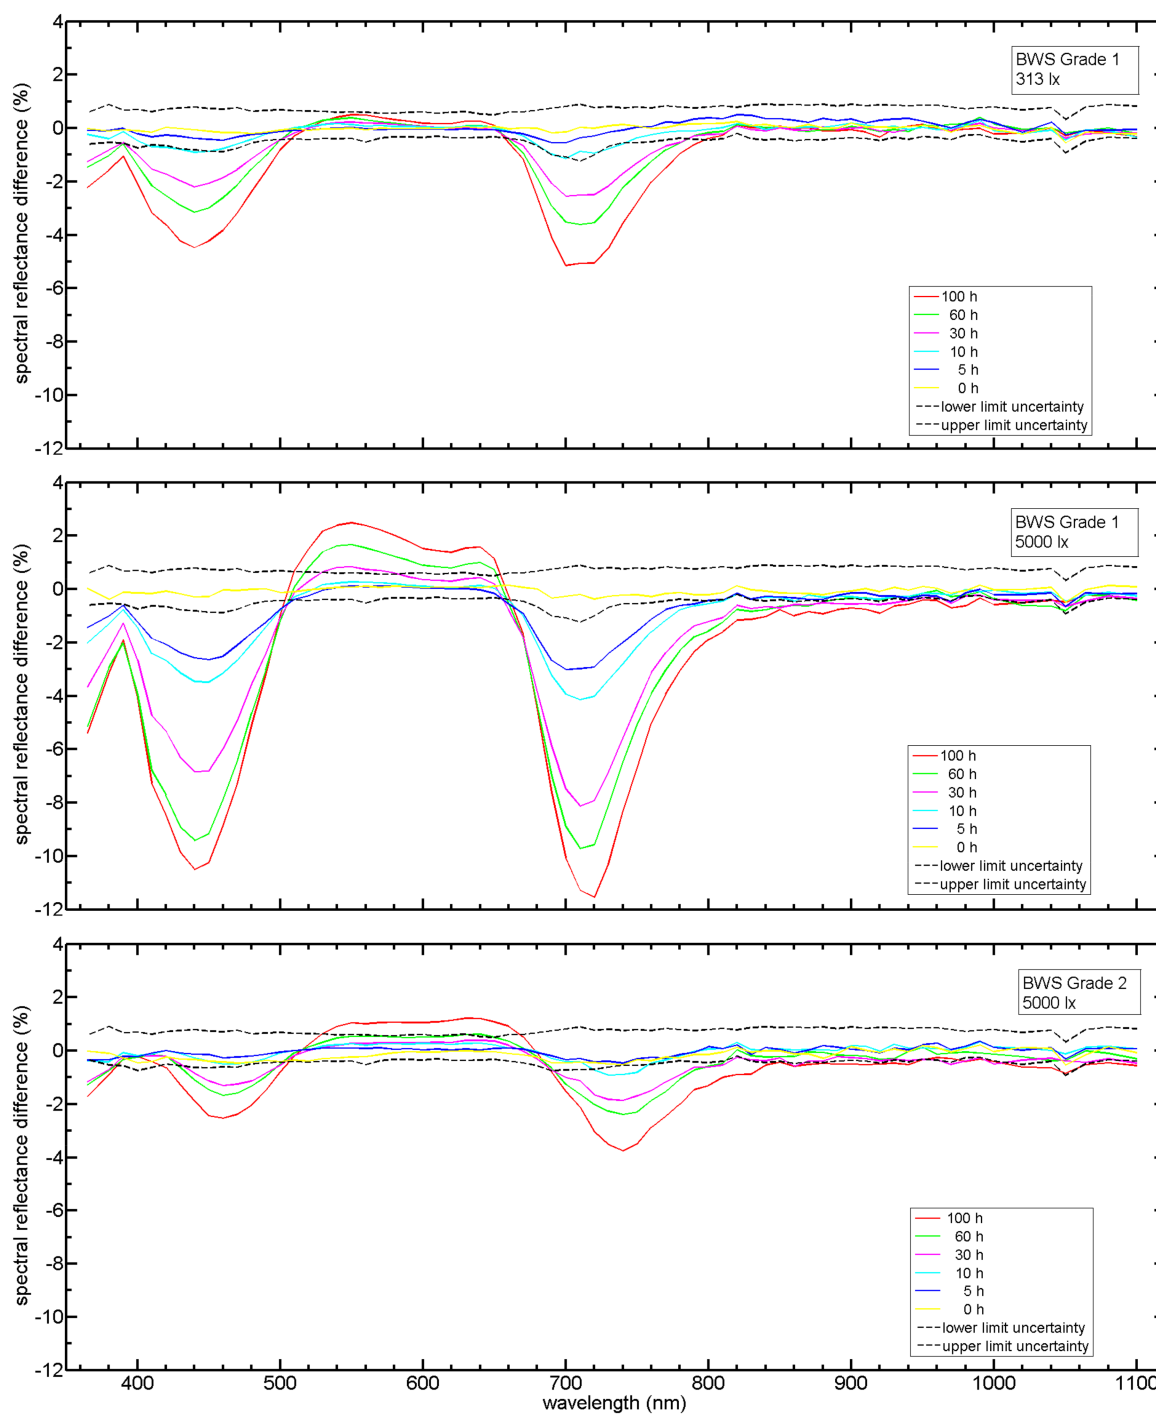 4
2
0
-2
-4
-6
-8
-10
-12
spectral reflectance difference (%)
BWS Grade 1
313 lx
100 h
60 h
30 h
10 h
5 h
0 h
lower limit uncertainty
upper limit uncertainty
4
2
0
-2
-4
-6
-8
-10
-12
spectral reflectance difference (%)
BWS Grade 1
5000 lx
100 h
60 h
30 h
10 h
5 h
0 h
lower limit uncertainty
upper limit uncertainty
4
2
0
-2
-4
-6
-8
-10
-12
spectral reflectance difference (%)
BWS Grade 2
5000 lx
100 h
60 h
30 h
10 h
5 h
0 h
lower limit uncertainty
upper limit uncertainty
400 500 600 700 800 900 1000 1100
wavelength (nm)